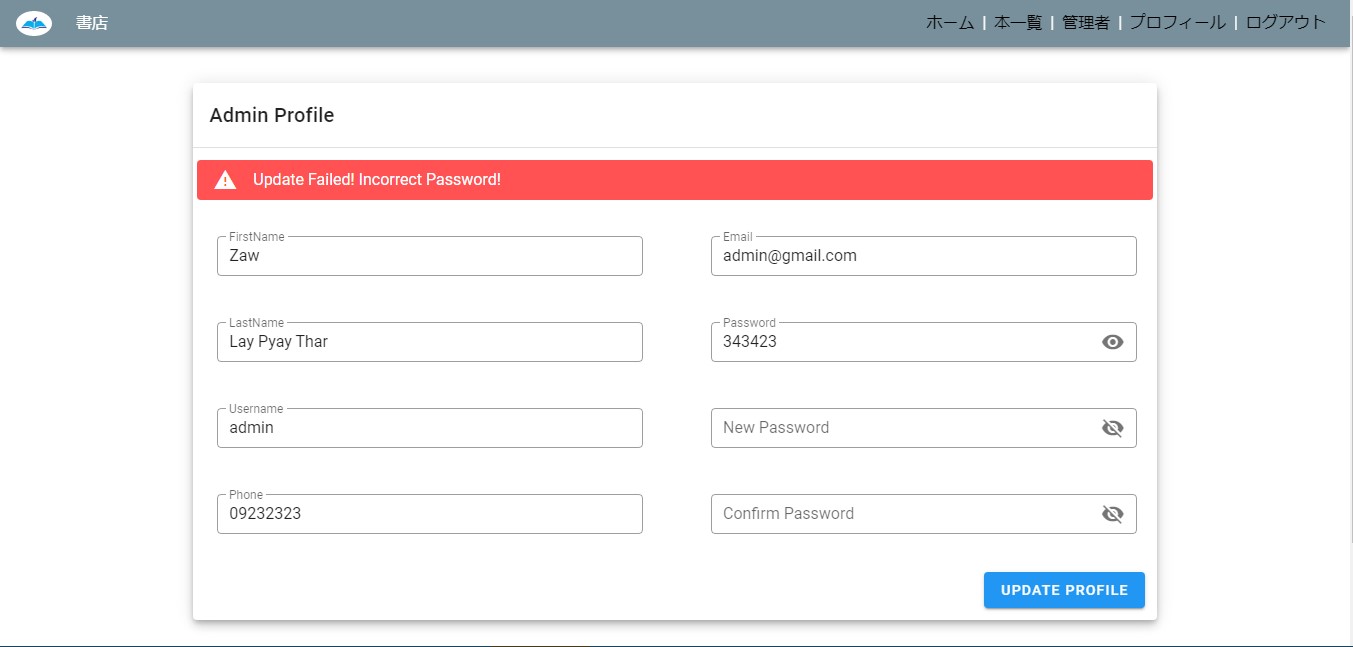 書店
ホーム | 本一覧 | 管理者 | プロフィール | ログアウト
Admin Profile
Update Failed! Incorrect Password!
FirstName
Zaw
Email
admin@gmail.com
LastName
Lay Pyay Thar
Password
343423
Username
admin
New Password
Phone
09232323
Confirm Password
UPDATE PROFILE